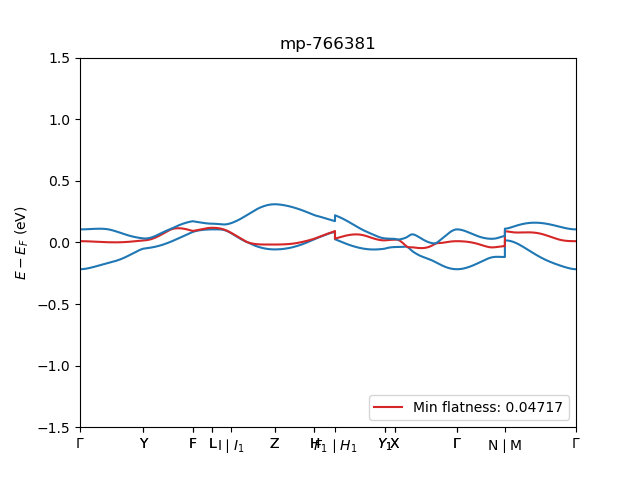 mp-766381
E − E_F (eV)
1.5
1.0
0.5
0.0
−0.5
−1.0
−1.5
Min flatness: 0.04717
Γ Y F L I | I₁ Z H F₁ | H₁ Y₁ X Γ N | M Γ